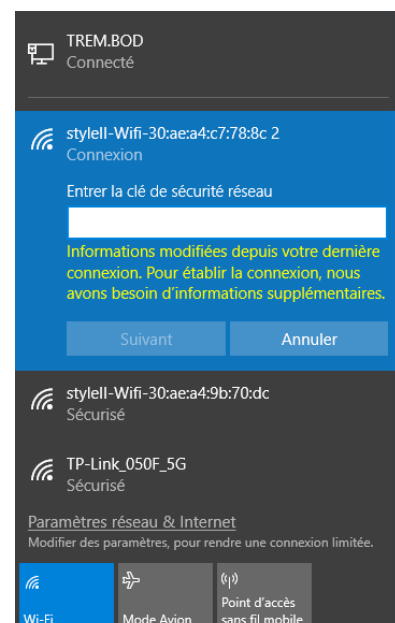 TREM.BOD
Connecté
styleII-Wifi-30:ae:a4:c7:78:8c 2
Connexion
Entrer la clé de sécurité réseau
Informations modifiées depuis votre dernière
connexion. Pour établir la connexion, nous
avons besoin d'informations supplémentaires.
Suivant
Annuler
styleII-Wifi-30:ae:a4:9b:70:dc
Sécurisé
TP-Link_050F_5G
Sécurisé
Paramètres réseau & Internet
Modifier des paramètres, pour rendre une connexion limitée.
Wi-Fi
Mode Avion
Point d'accès
sans fil mobile